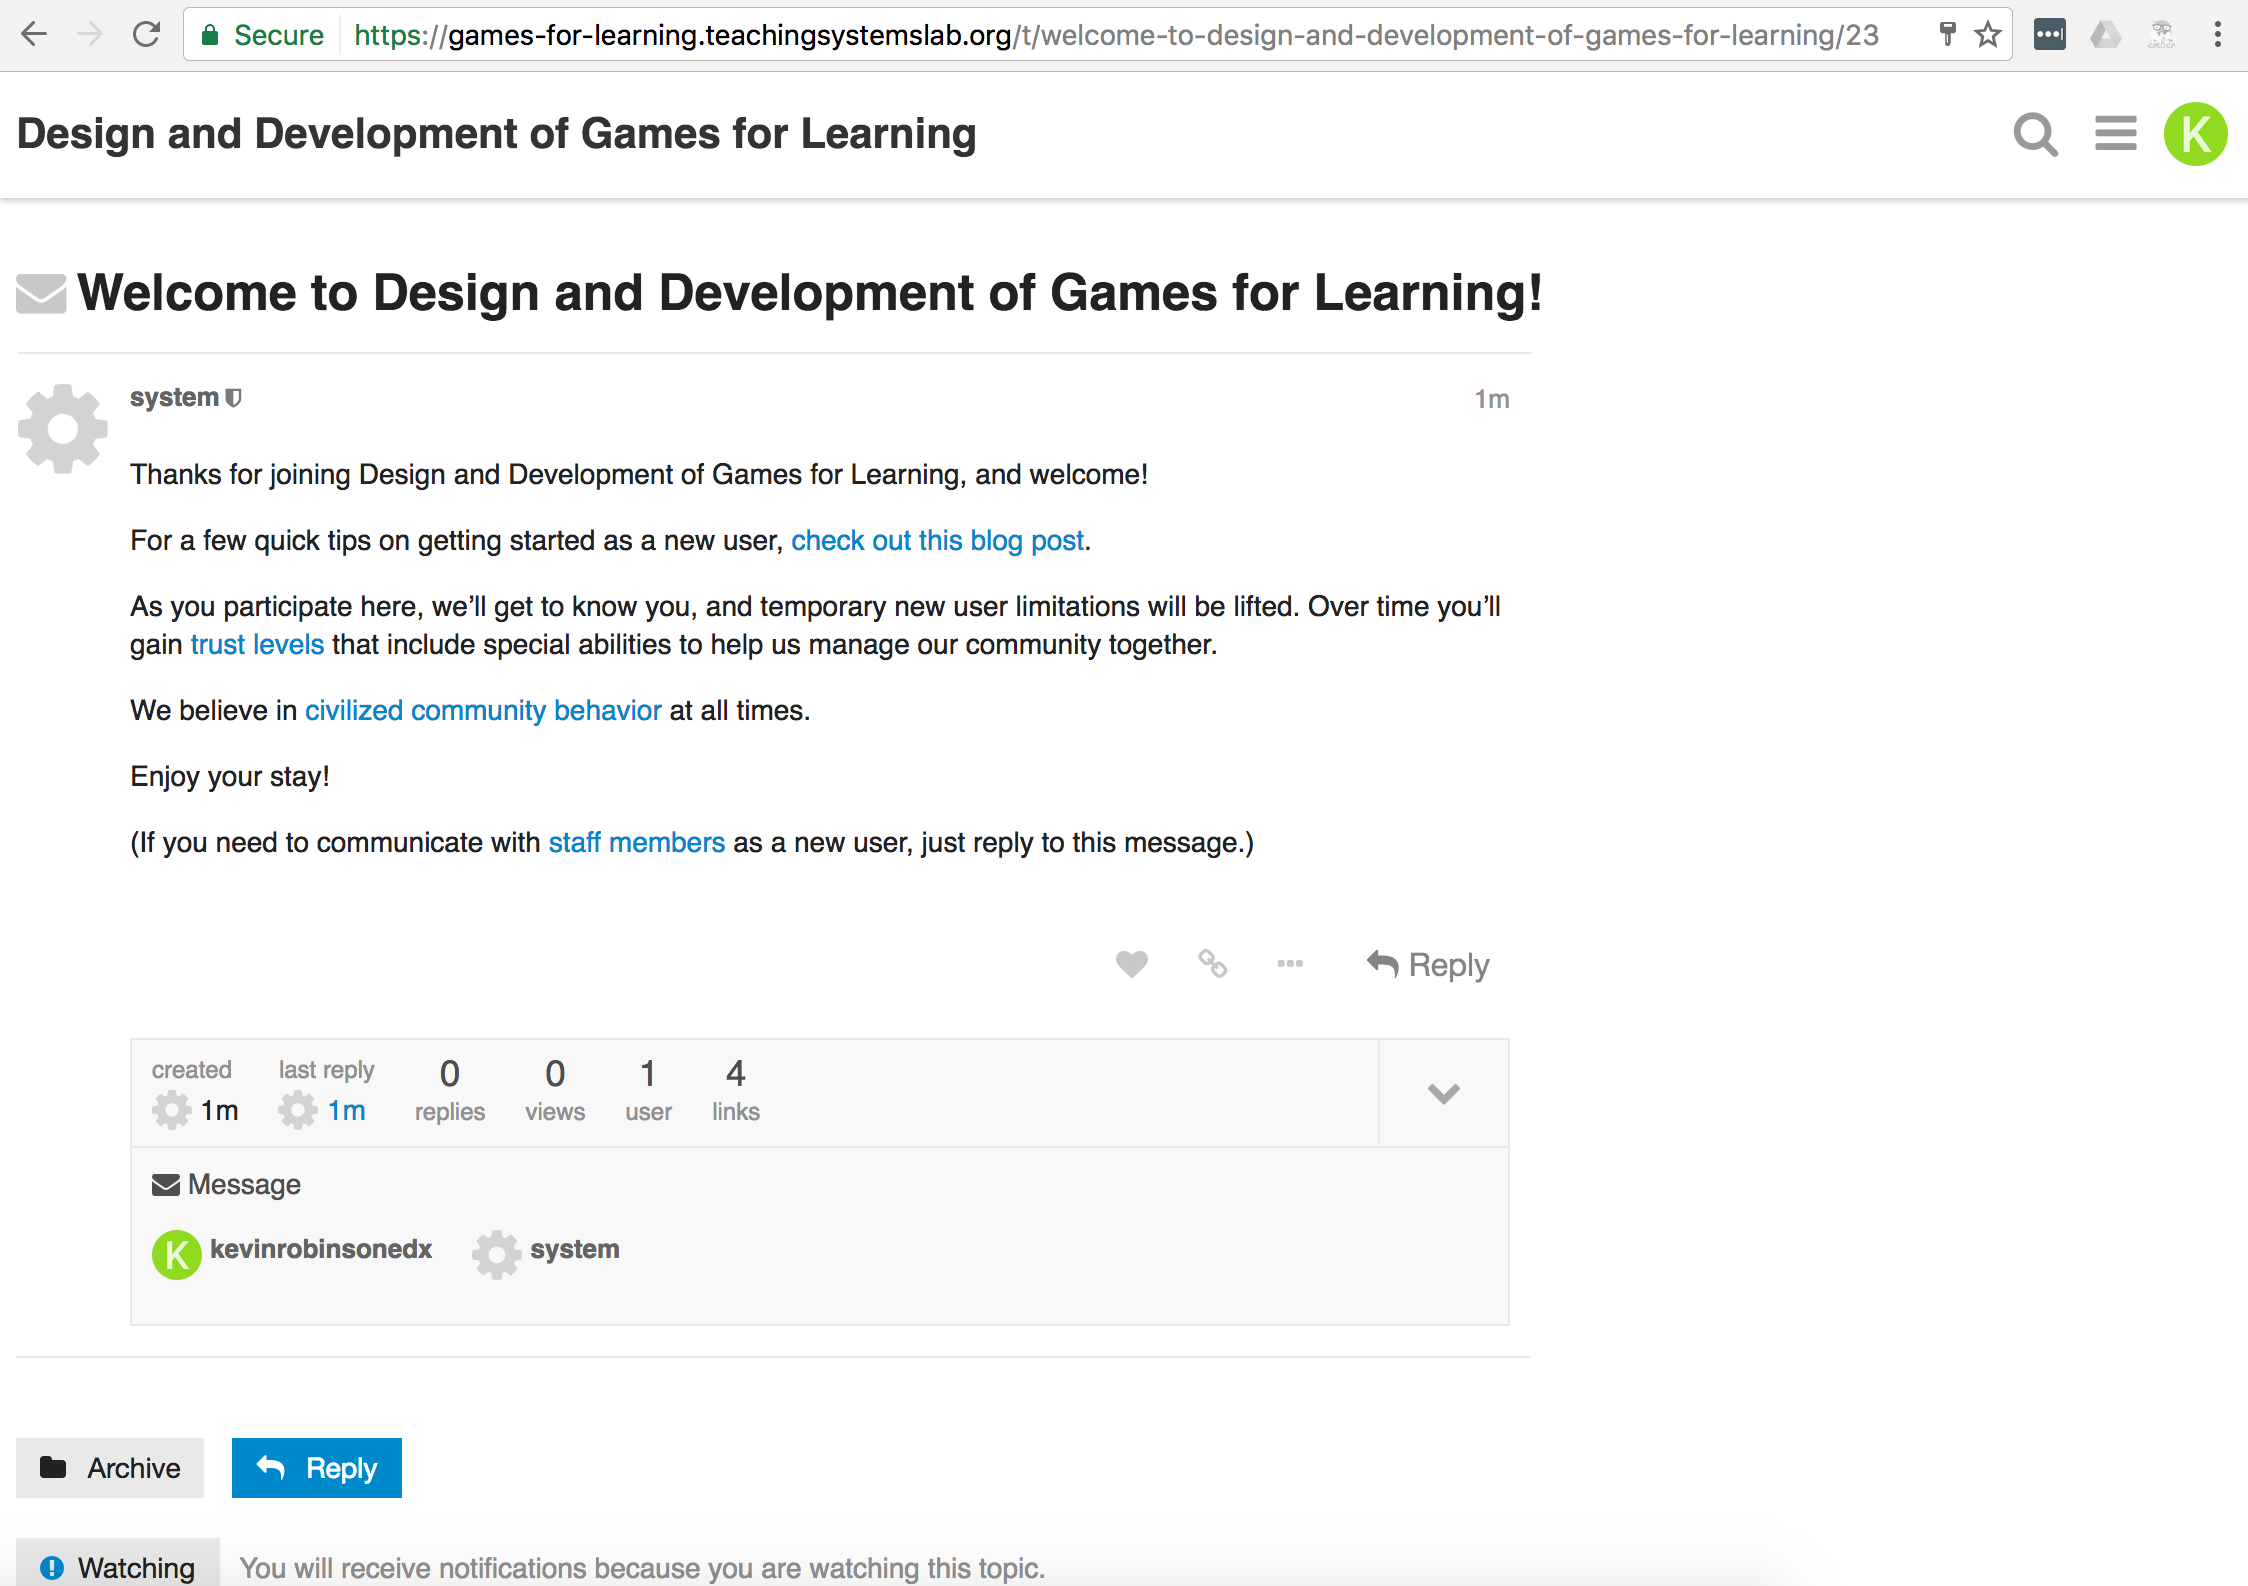 Secure https://games-for-learning.teachingsystemslab.org/t/welcome-to-design-and-development-of-games-for-learning/23
Design and Development of Games for Learning
K
Welcome to Design and Development of Games for Learning!
system 1m
Thanks for joining Design and Development of Games for Learning, and welcome!
For a few quick tips on getting started as a new user, check out this blog post.
As you participate here, we’ll get to know you, and temporary new user limitations will be lifted. Over time you’ll
gain trust levels that include special abilities to help us manage our community together.
We believe in civilized community behavior at all times.
Enjoy your stay!
(If you need to communicate with staff members as a new user, just reply to this message.)
Reply
created last reply 0 0 1 4
1m 1m replies views user links
Message
K kevinrobinsonedx system
Archive Reply
Watching You will receive notifications because you are watching this topic.